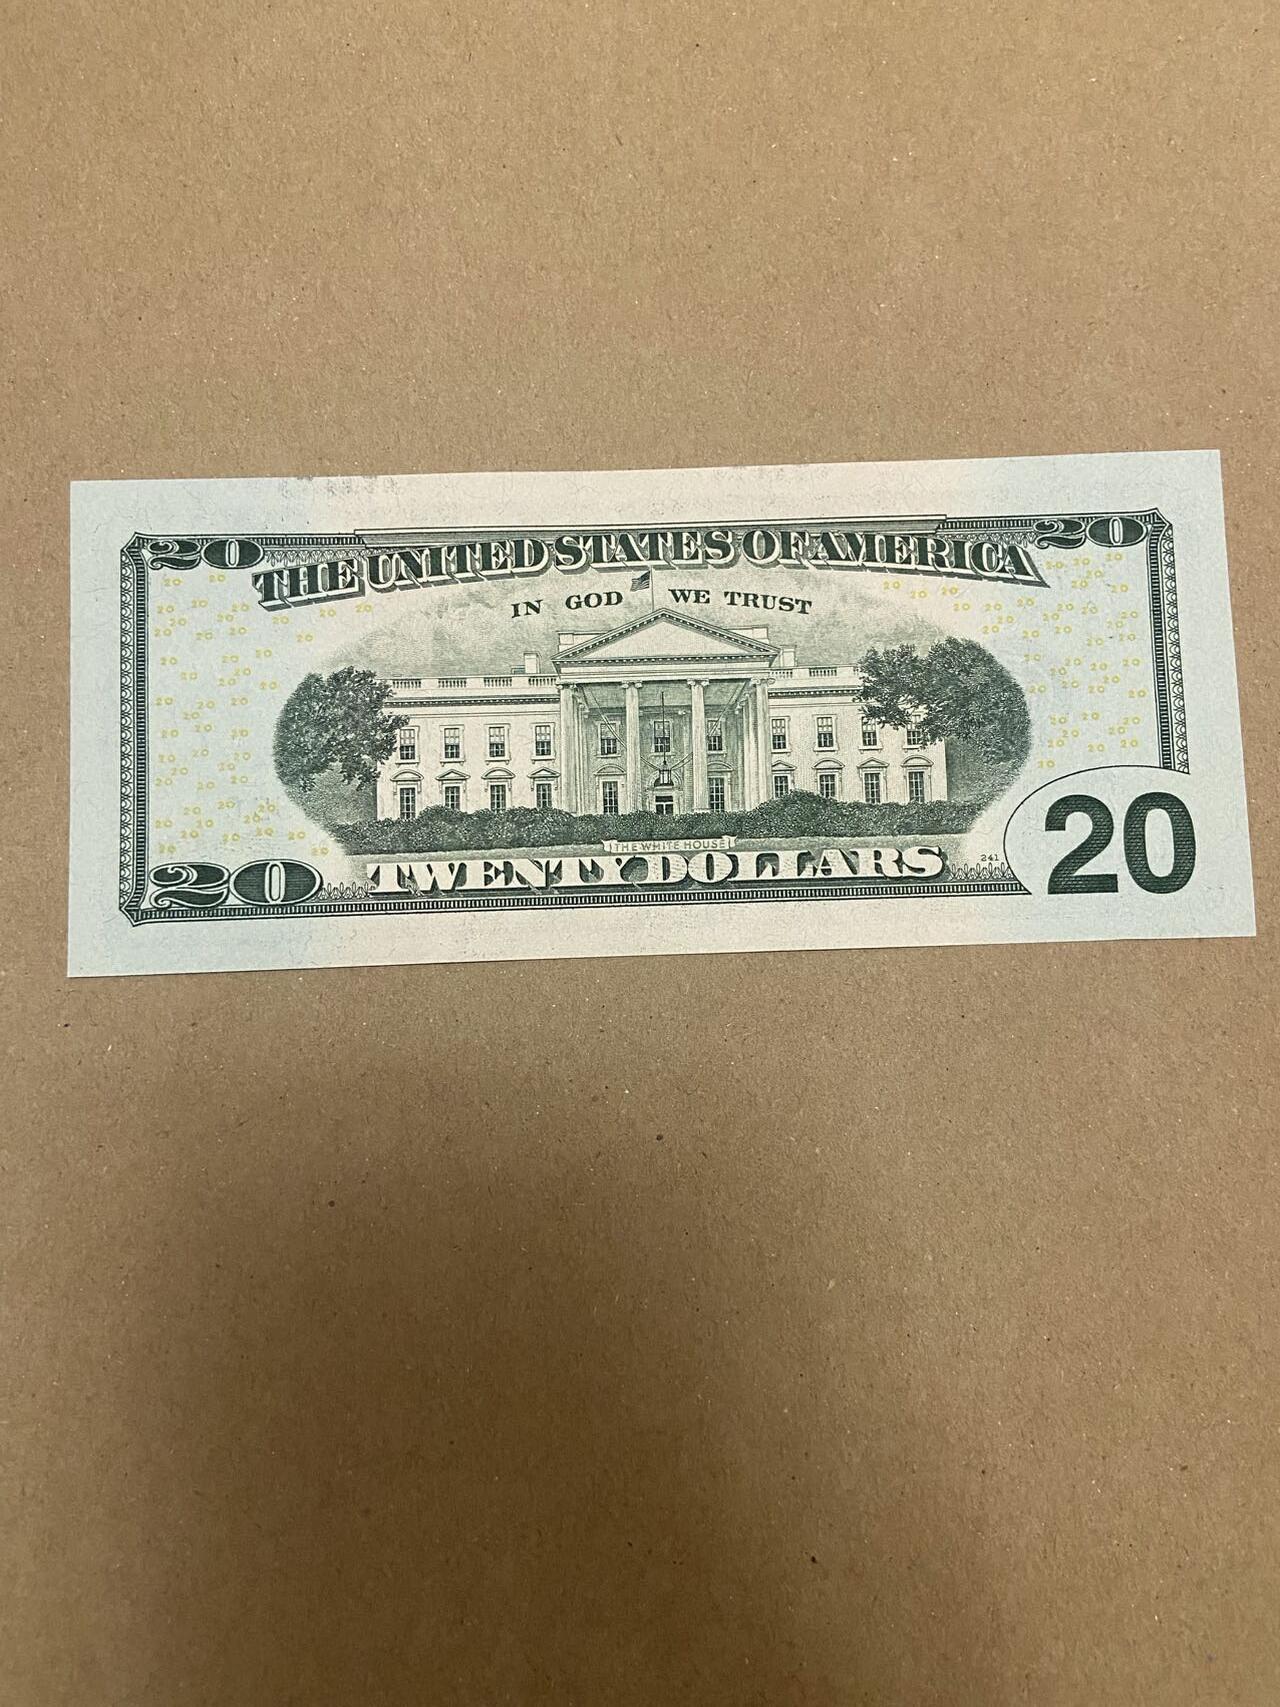 20 20
THE UNITED STATES OF AMERICA
IN GOD WE TRUST
THE WHITE HOUSE
TWENTY DOLLARS
241
20 20